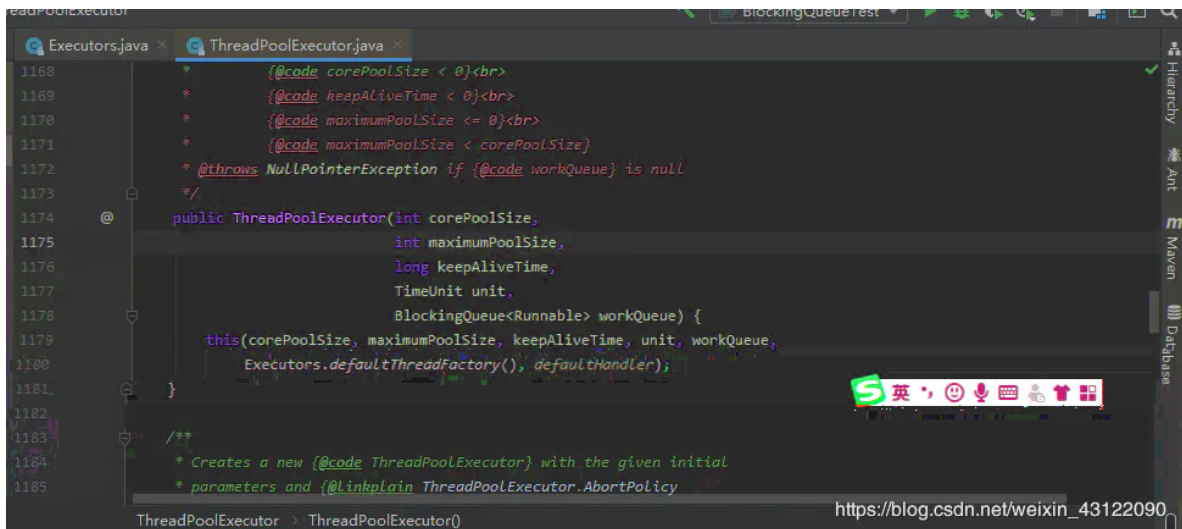 eadPoolExecutor
BlockingQueueTest
Executors.java ThreadPoolExecutor.java
1168 * {@code corePoolSize < 0}<br>
1169 * {@code keepAliveTime < 0}<br>
1170 * {@code maximumPoolSize <= 0}<br>
1171 * {@code maximumPoolSize < corePoolSize}
1172 * @throws NullPointerException if {@code workQueue} is null
1173 */
1174 @ public ThreadPoolExecutor(int corePoolSize,
1175 int maximumPoolSize,
1176 long keepAliveTime,
1177 TimeUnit unit,
1178 BlockingQueue<Runnable> workQueue) {
1179 this(corePoolSize, maximumPoolSize, keepAliveTime, unit, workQueue,
1180 Executors.defaultThreadFactory(), defaultHandler);
1181 }
1182
1183 /**
1184 * Creates a new {@code ThreadPoolExecutor} with the given initial
1185 * parameters and {@linkplain ThreadPoolExecutor.AbortPolicy
ThreadPoolExecutor > ThreadPoolExecutor()
Hierarchy
Ant
m Maven
Database
S 英
https://blog.csdn.net/weixin_43122090